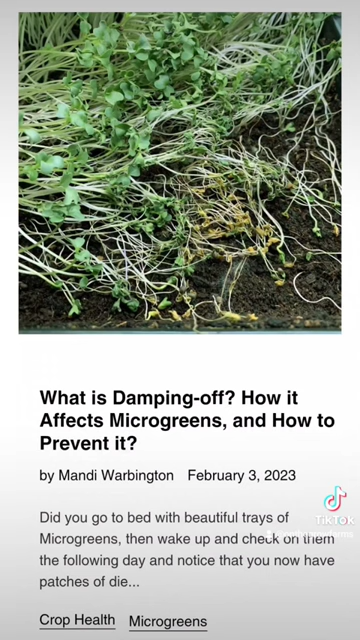 What is Damping-off? How it
Affects Microgreens, and How to
Prevent it?
by Mandi Warbington February 3, 2023
Did you go to bed with beautiful trays of
Microgreens, then wake up and check on them
the following day and notice that you now have
patches of die...
TikTok
Crop Health Microgreens